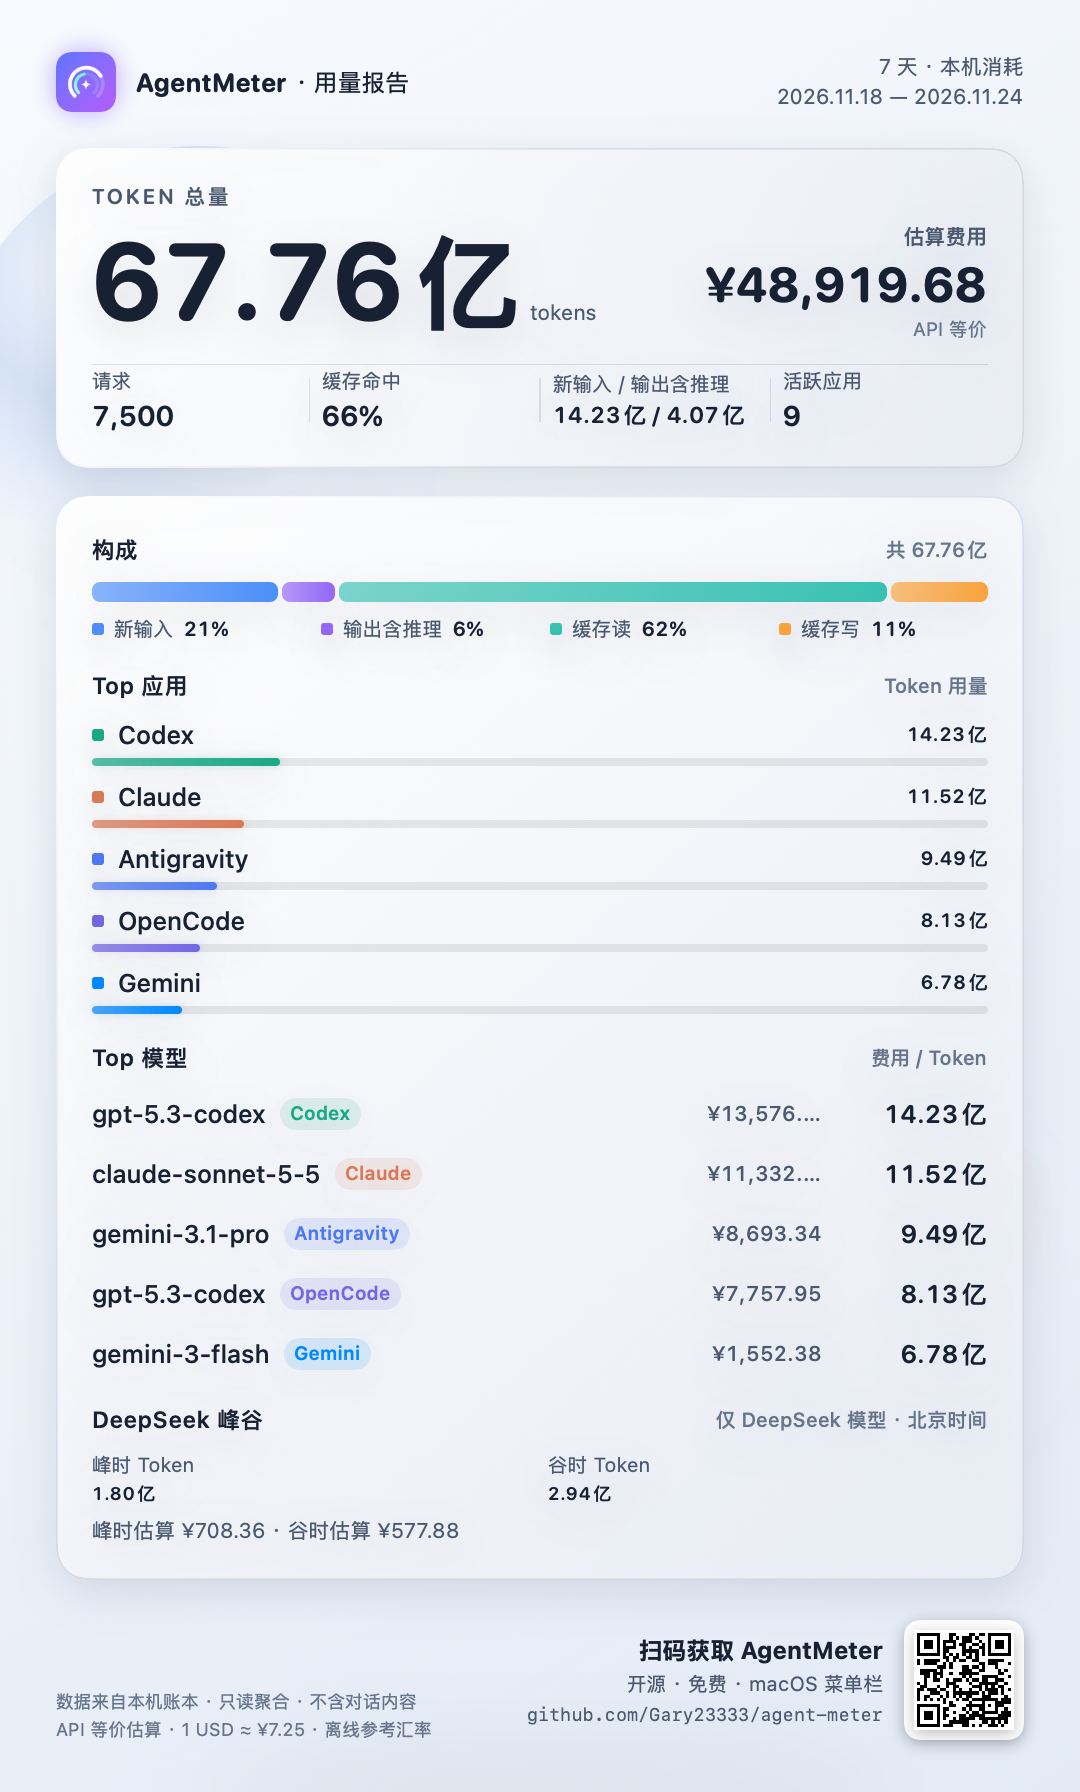 AgentMeter · 用量报告
7 天 · 本机消耗
2026.11.18 — 2026.11.24
TOKEN 总量
67.76亿 tokens
估算费用
¥48,919.68
API 等价
请求
7,500
缓存命中
66%
新输入 / 输出含推理
14.23亿 / 4.07亿
活跃应用
9
构成
共 67.76亿
新输入 21%
输出含推理 6%
缓存读 62%
缓存写 11%
Top 应用
Token 用量
Codex
14.23亿
Claude
11.52亿
Antigravity
9.49亿
OpenCode
8.13亿
Gemini
6.78亿
Top 模型
费用 / Token
gpt-5.3-codex Codex ¥13,576.... 14.23亿
claude-sonnet-5-5 Claude ¥11,332.... 11.52亿
gemini-3.1-pro Antigravity ¥8,693.34 9.49亿
gpt-5.3-codex OpenCode ¥7,757.95 8.13亿
gemini-3-flash Gemini ¥1,552.38 6.78亿
DeepSeek 峰谷
仅 DeepSeek 模型 · 北京时间
峰时 Token
1.80亿
谷时 Token
2.94亿
峰时估算 ¥708.36 · 谷时估算 ¥577.88
扫码获取 AgentMeter
开源 · 免费 · macOS 菜单栏
github.com/Gary23333/agent-meter
数据来自本机账本 · 只读聚合 · 不含对话内容
API 等价估算 · 1 USD ≈ ¥7.25 · 离线参考汇率